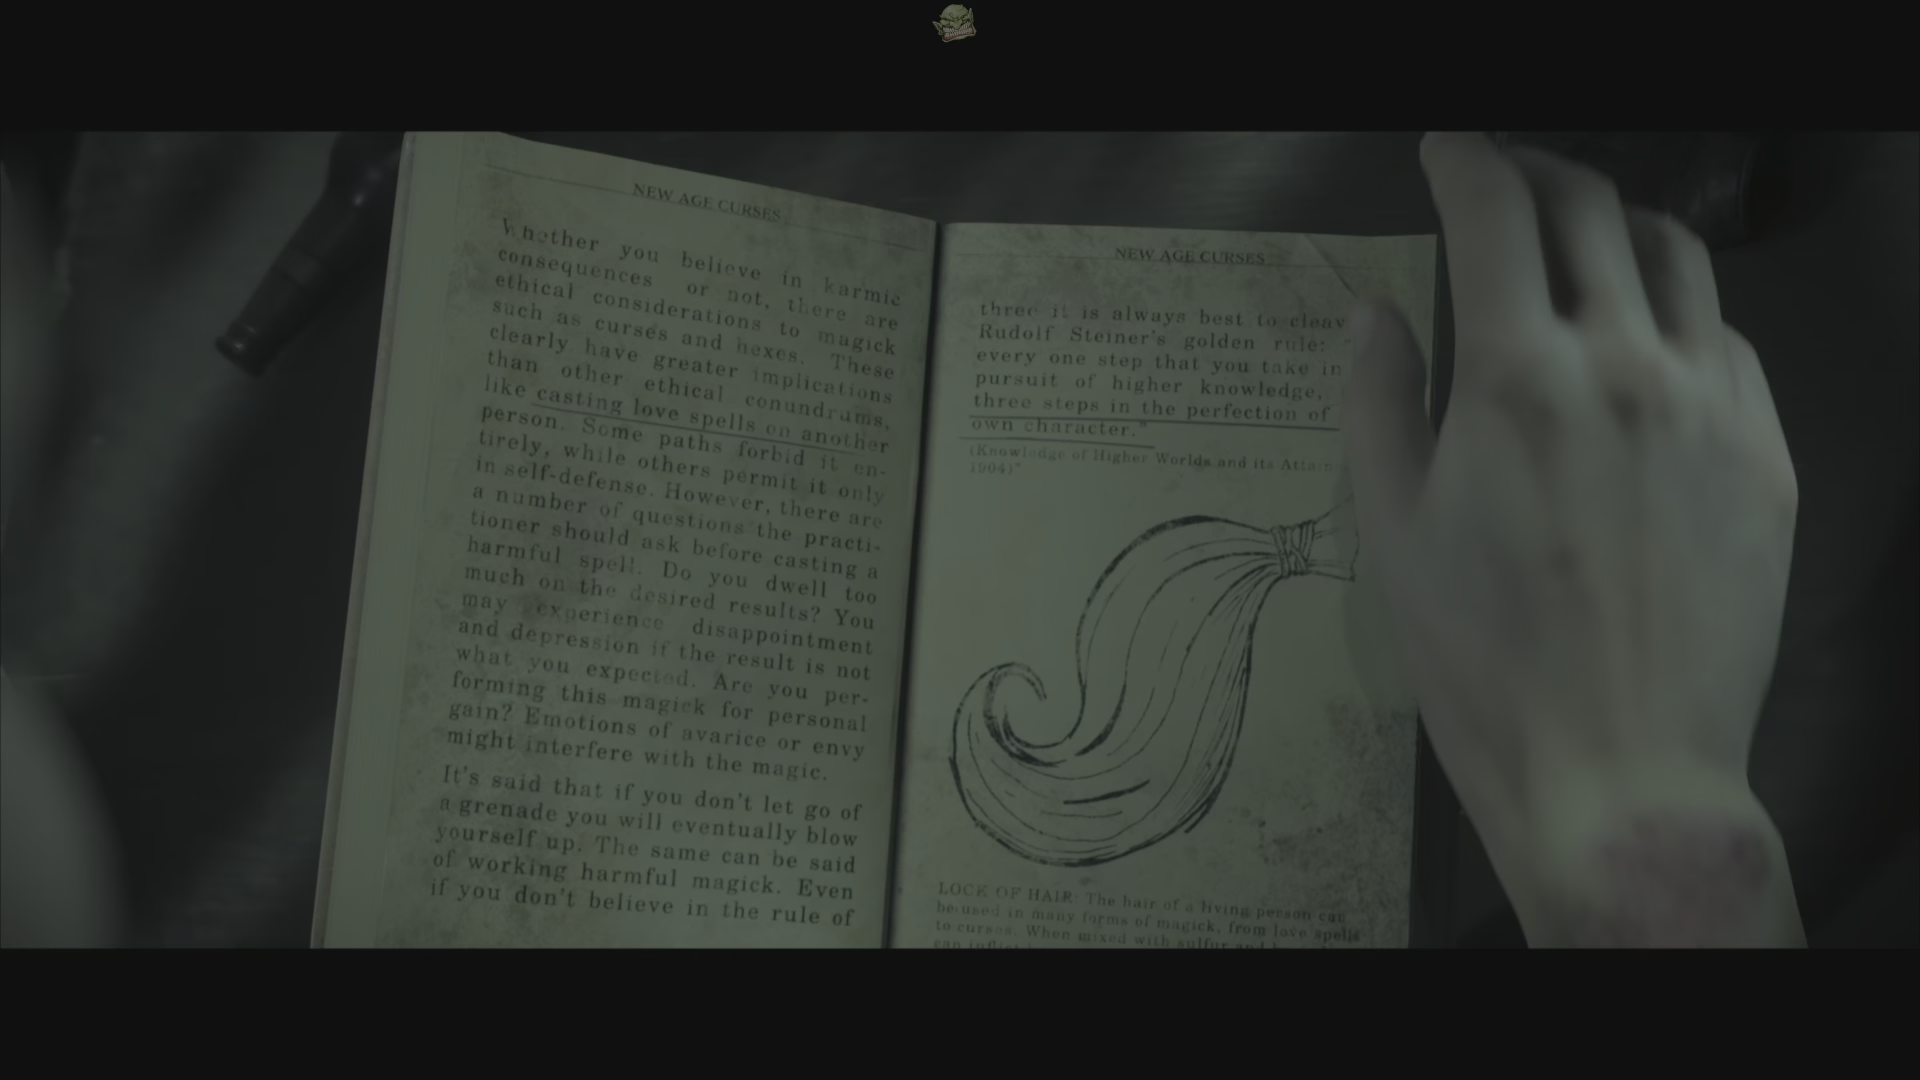 NEW AGE CURSES
Whether you believe in karmic
consequences or not, there are
ethical considerations to magick
such as curses and hexes. These
clearly have greater implications
than other ethical conundrums,
like casting love spells on another
person. Some paths forbid it en-
tirely, while others permit it only
in self-defense. However, there are
a number of questions the practi-
tioner should ask before casting a
harmful spell. Do you dwell too
much on the desired results? You
may experience disappointment
and depression if the result is not
what you expected. Are you per-
forming this magick for personal
gain? Emotions of avarice or envy
might interfere with the magic.
It's said that if you don't let go of
a grenade you will eventually blow
yourself up. The same can be said
of working harmful magick. Even
if you don't believe in the rule of
NEW AGE CURSES
three it is always best to cleav
Rudolf Steiner's golden rule: "
every one step that you take in
pursuit of higher knowledge,
three steps in the perfection of
own character."
(Knowledge of Higher Worlds and its Attain
1904)"
LOCK OF HAIR: The hair of a living person can
be used in many forms of magick, from love spells
to curses. When mixed with sulfur and
can inflict